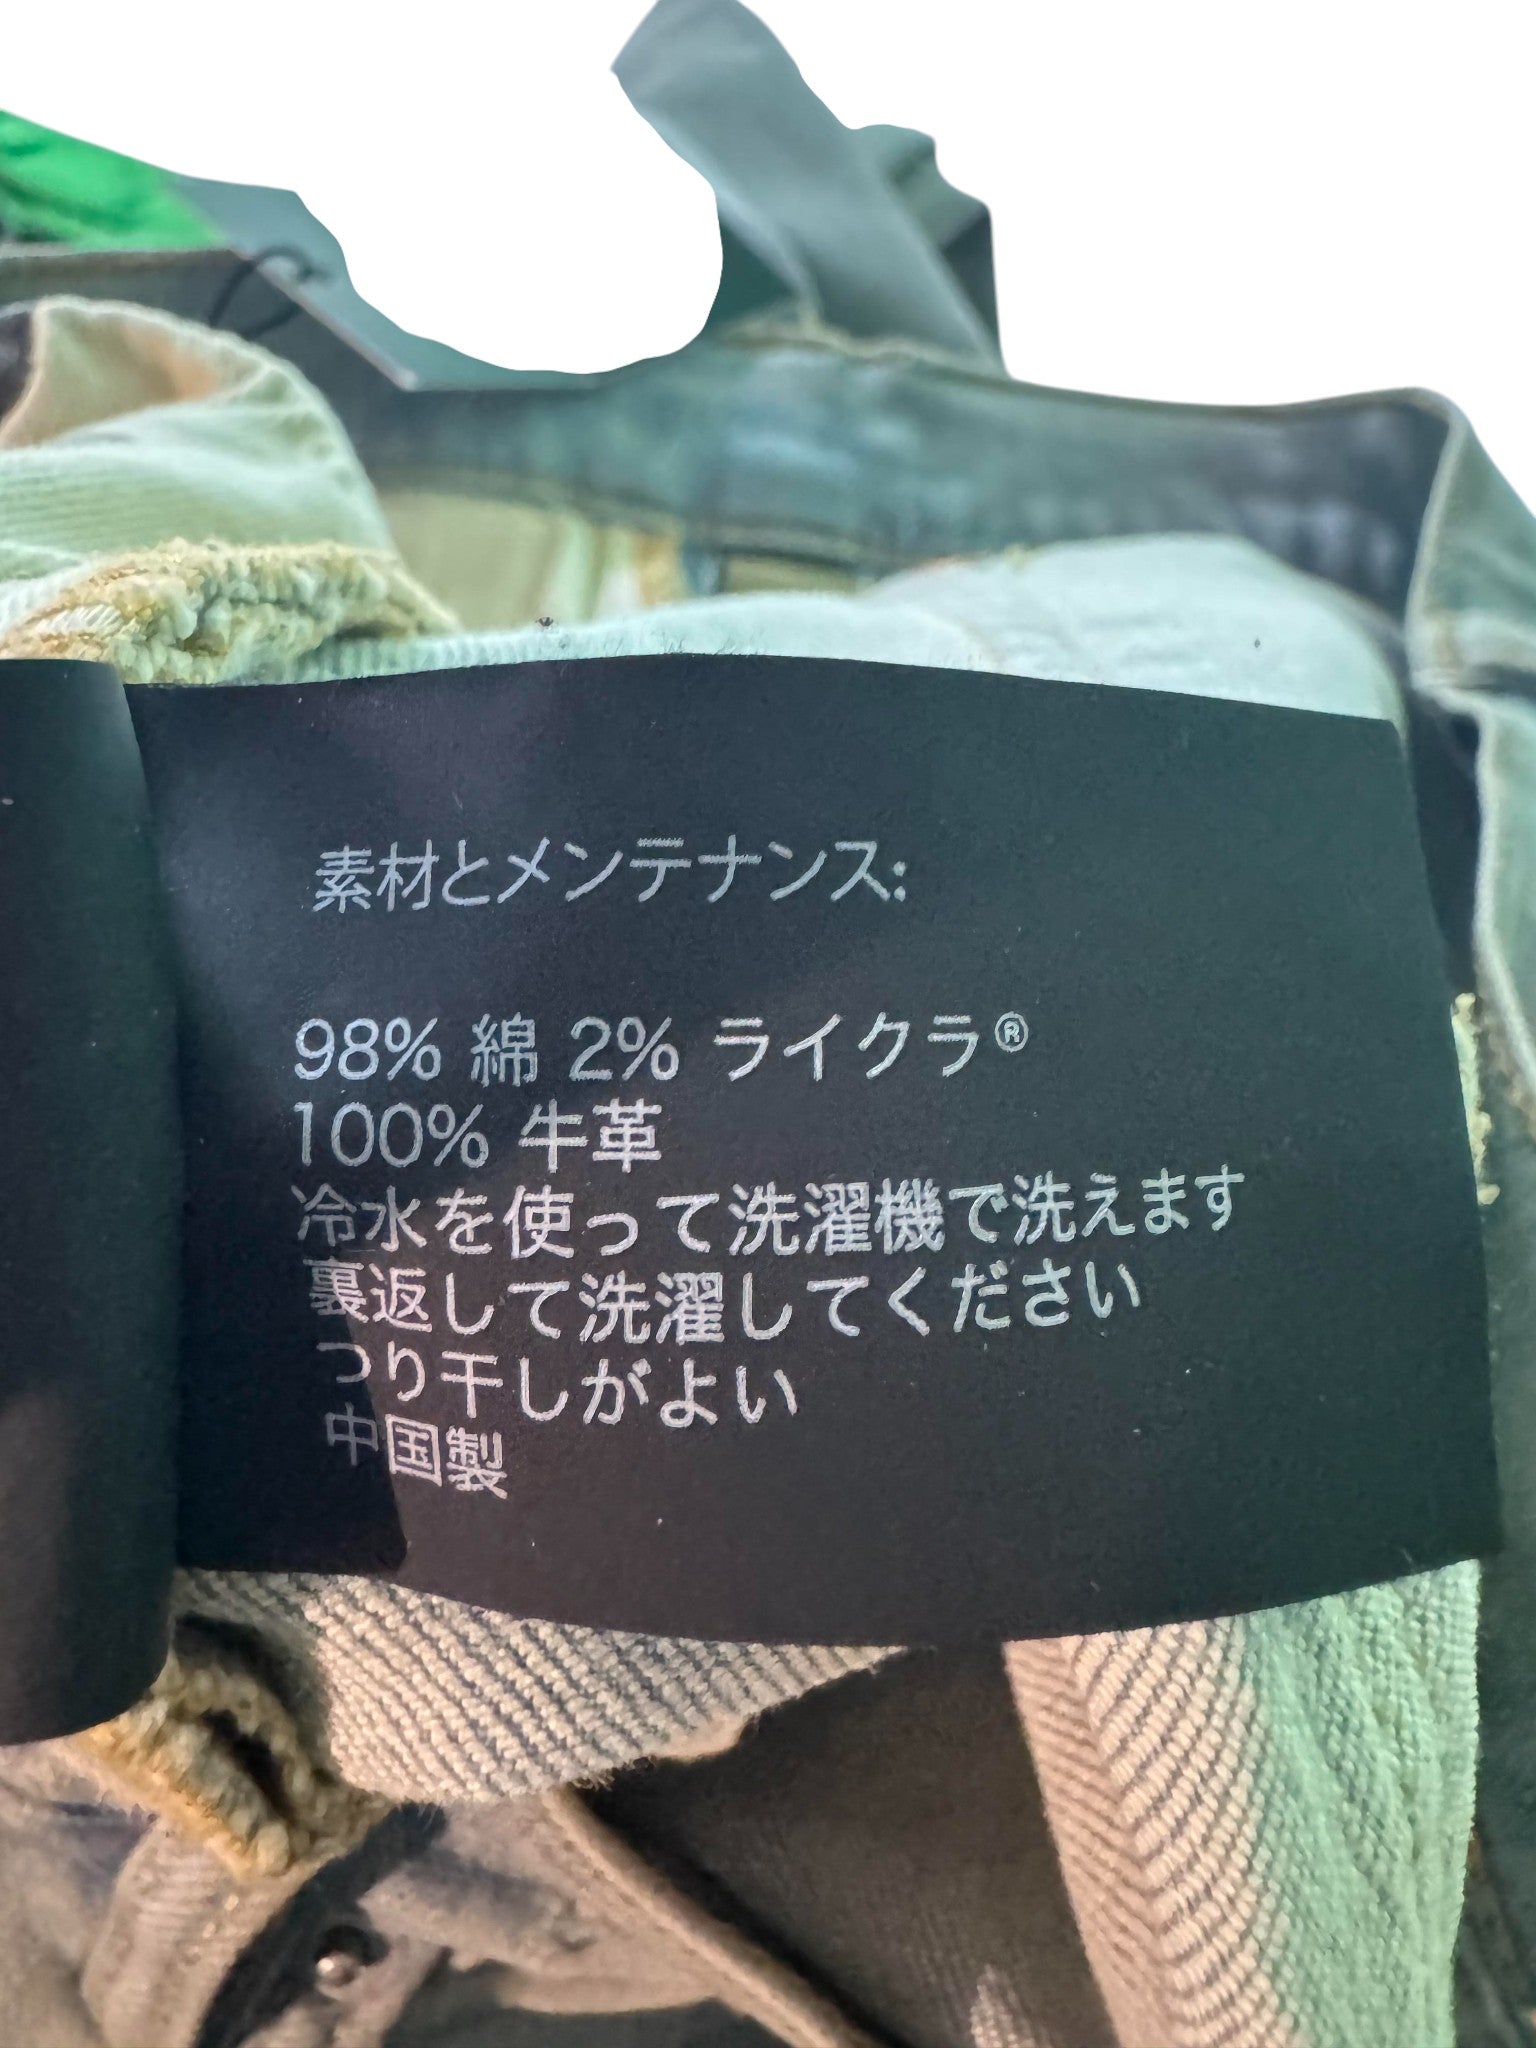 素材とメンテナンス:
98% 綿 2% ライクラ®
100% 牛革
冷水を使って洗濯機で洗えます
裏返して洗濯してください
つり干しがよい
中国製